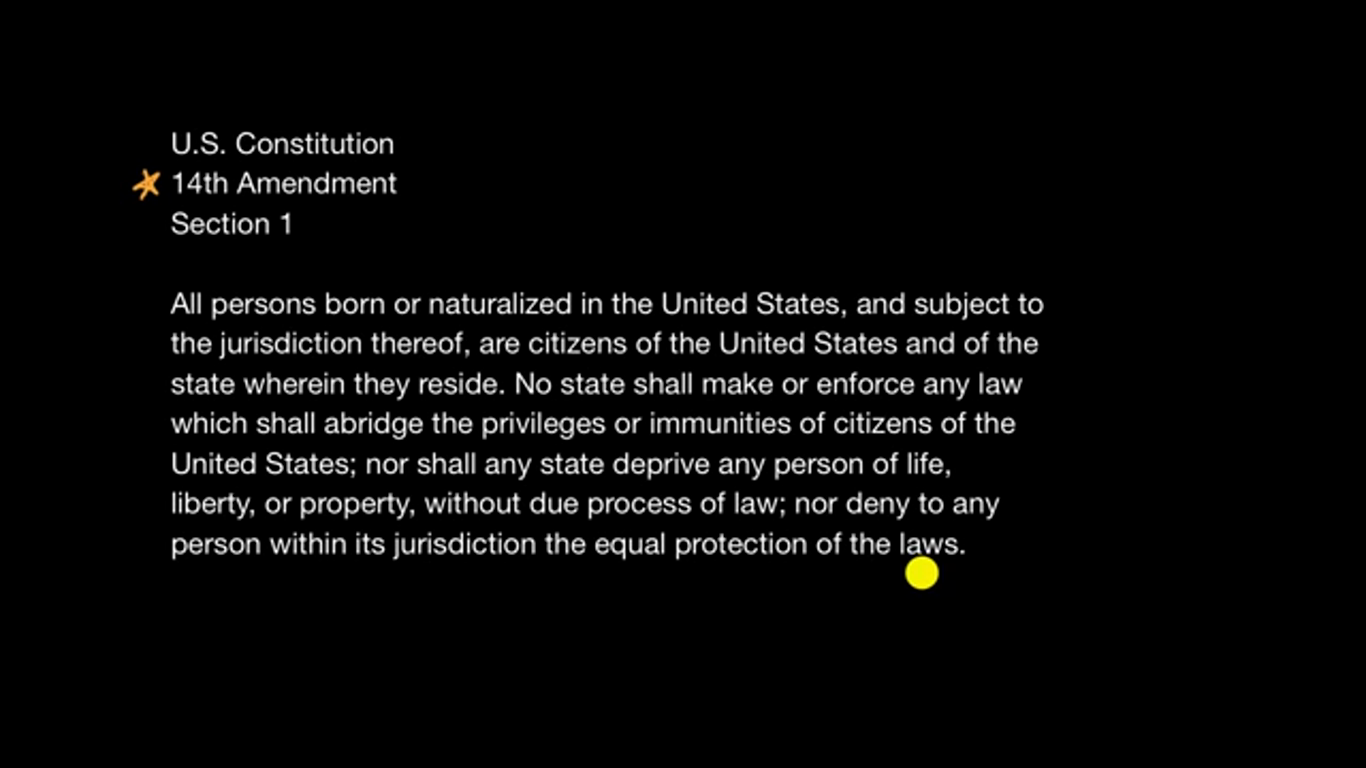 U.S. Constitution
14th Amendment
Section 1
All persons born or naturalized in the United States, and subject to
the jurisdiction thereof, are citizens of the United States and of the
state wherein they reside. No state shall make or enforce any law
which shall abridge the privileges or immunities of citizens of the
United States; nor shall any state deprive any person of life,
liberty, or property, without due process of law; nor deny to any
person within its jurisdiction the equal protection of the laws.